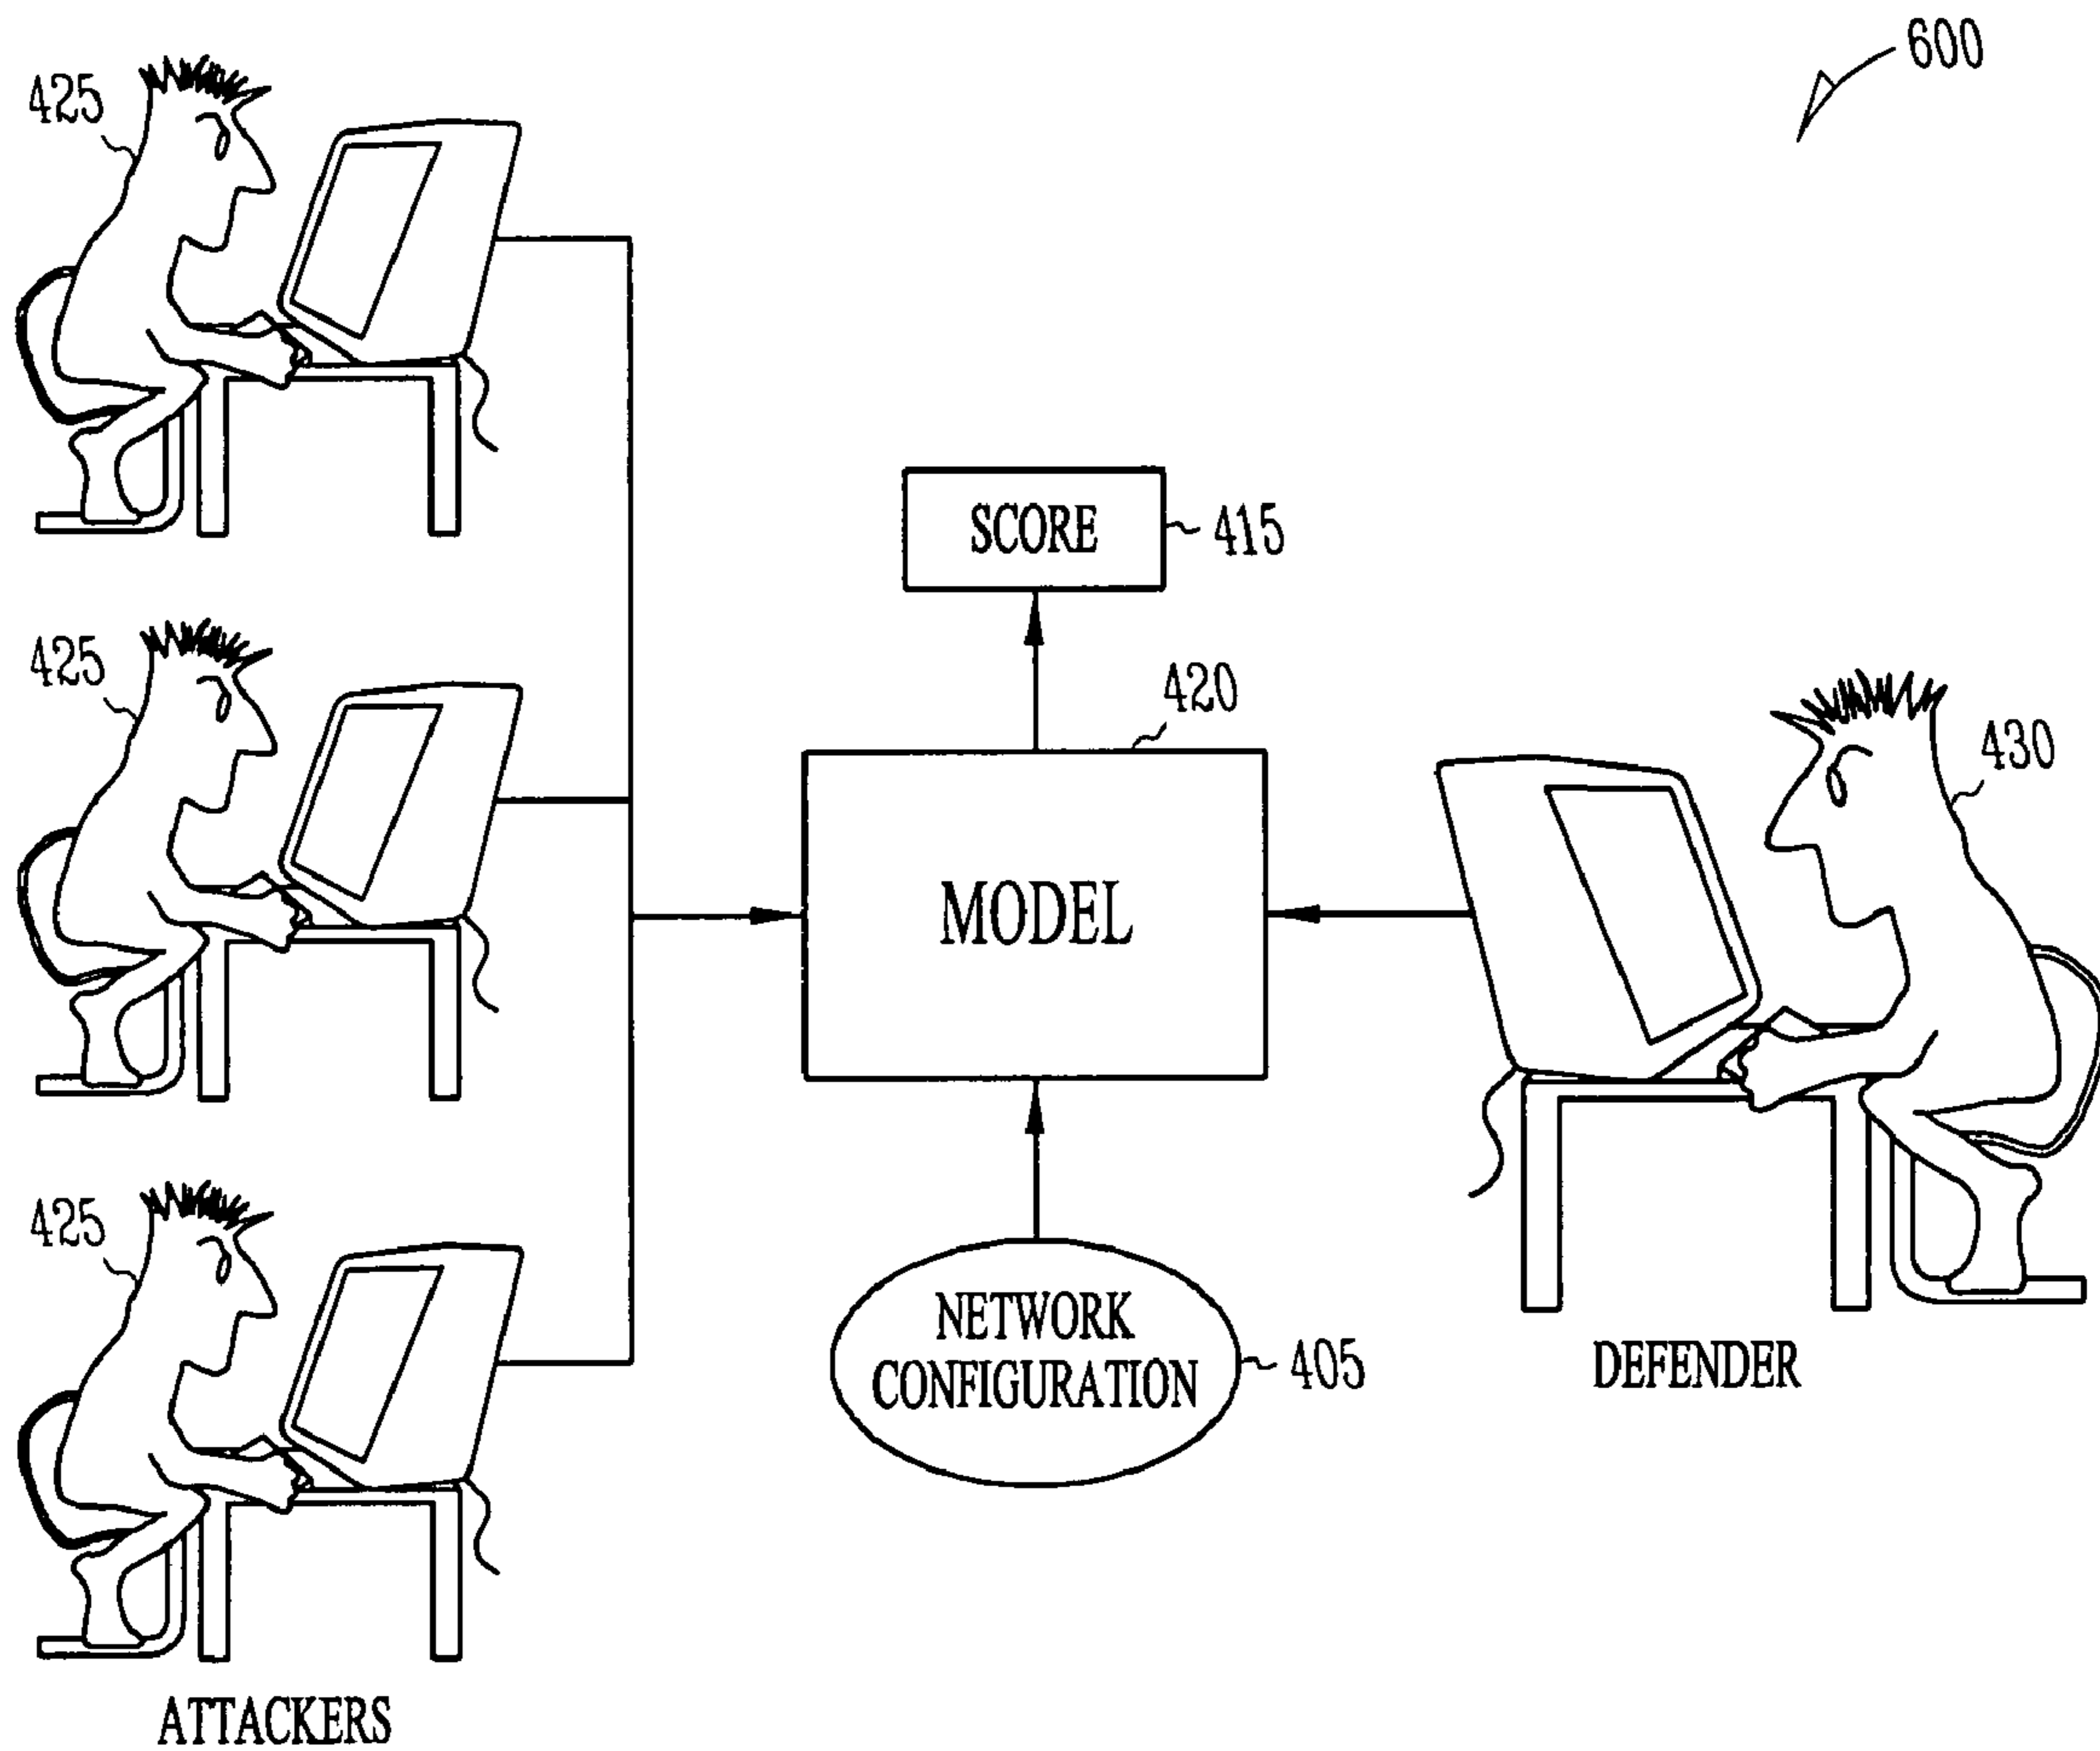 600
425
SCORE
415
425
420
430
MODEL
425
NETWORK
CONFIGURATION
405
DEFENDER
ATTACKERS